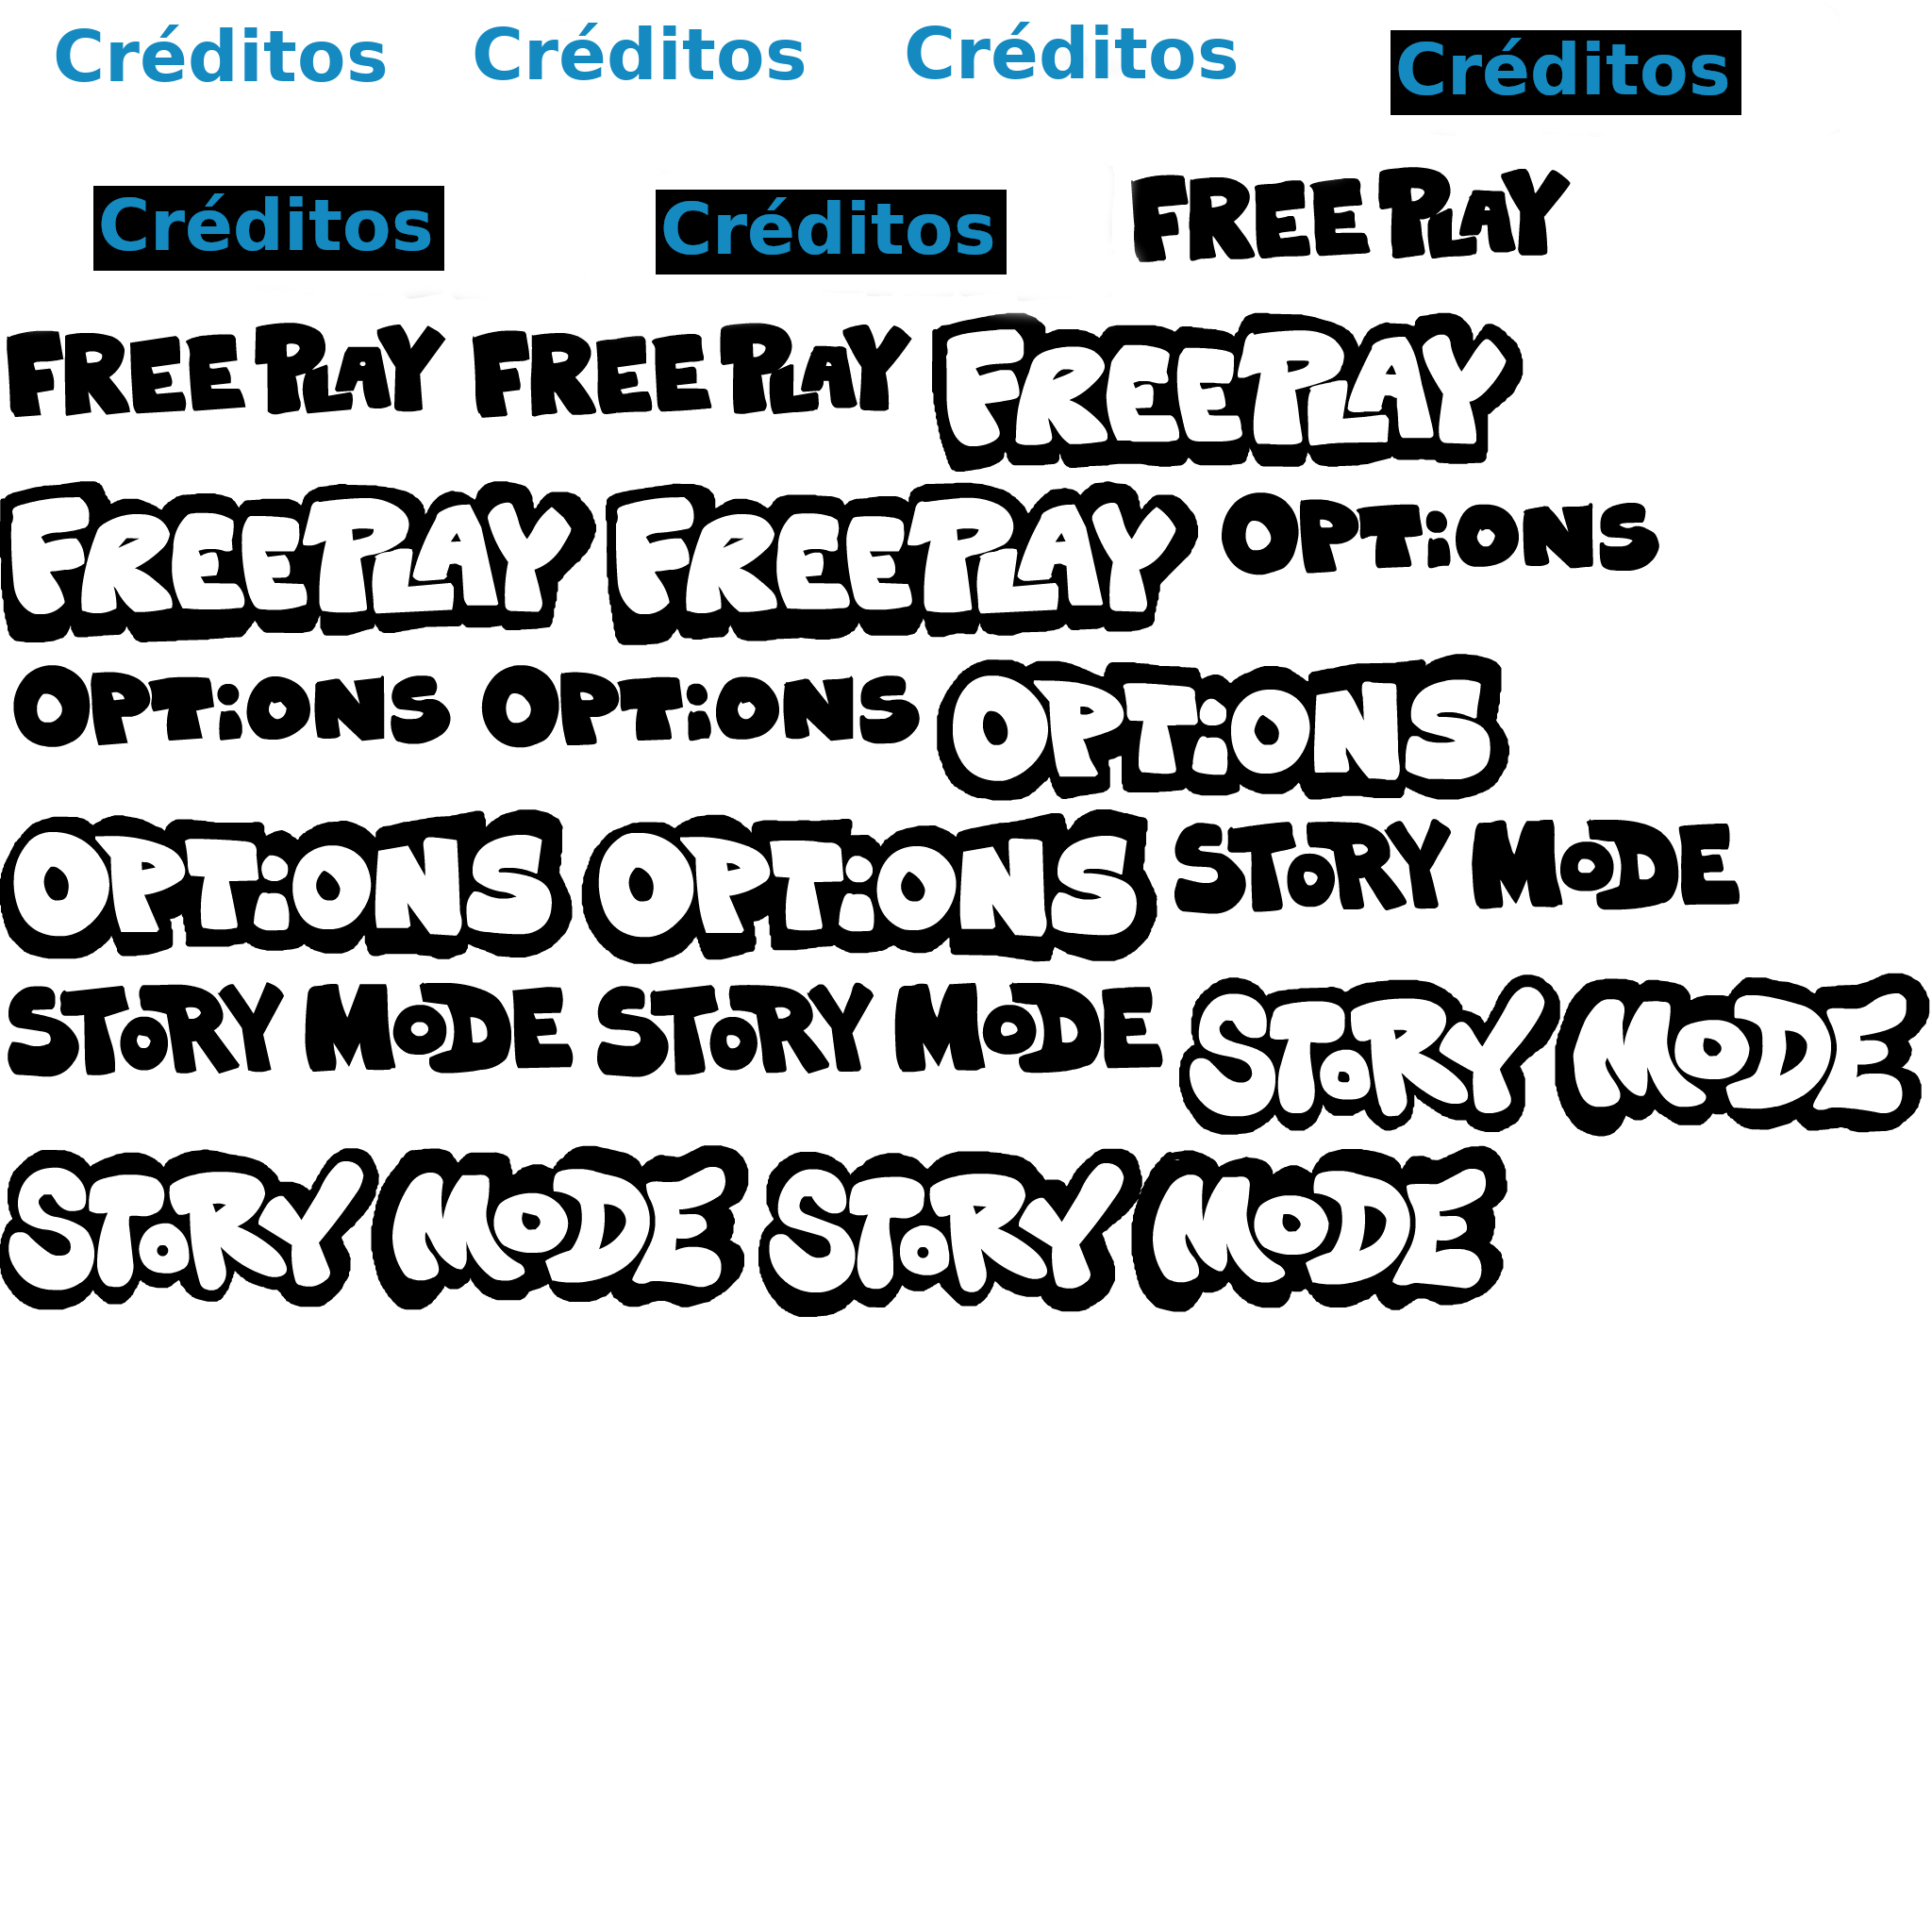 Créditos Créditos Créditos Créditos
Créditos Créditos FREE PLAY
FREE PLAY FREE PLAY FREEPLAY
FREEPLAY FREEPLAY OPTiONS
OPTiONS OPTiONS OPTiONS
OPTiONS OPTiONS STORY MODE
STORY MODE STORY MODE STORY MODE
STORY MODE STORY MODE